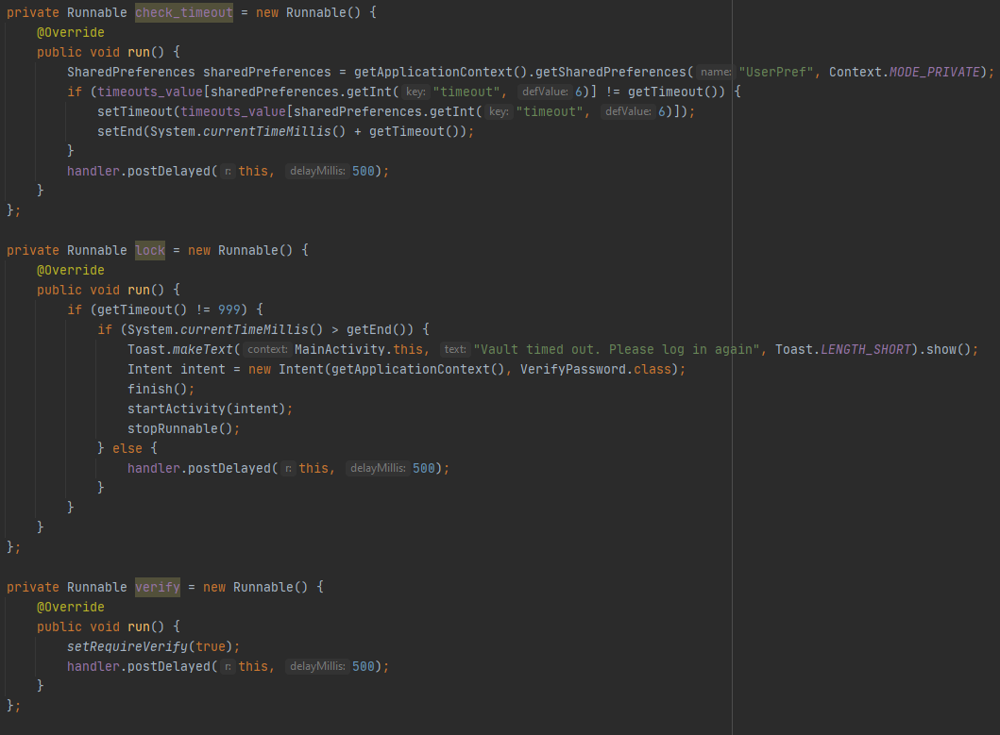 private Runnable check_timeout = new Runnable() {
@Override
public void run() {
SharedPreferences sharedPreferences = getApplicationContext().getSharedPreferences( name: "UserPref", Context.MODE_PRIVATE);
if (timeouts_value[sharedPreferences.getInt( key: "timeout", defValue: 6)] != getTimeout()) {
setTimeout(timeouts_value[sharedPreferences.getInt( key: "timeout", defValue: 6)]);
setEnd(System.currentTimeMillis() + getTimeout());
}
handler.postDelayed( r: this, delayMillis: 500);
}
};
private Runnable lock = new Runnable() {
@Override
public void run() {
if (getTimeout() != 999) {
if (System.currentTimeMillis() > getEnd()) {
Toast.makeText( context: MainActivity.this, text: "Vault timed out. Please log in again", Toast.LENGTH_SHORT).show();
Intent intent = new Intent(getApplicationContext(), VerifyPassword.class);
finish();
startActivity(intent);
stopRunnable();
} else {
handler.postDelayed( r: this, delayMillis: 500);
}
}
}
};
private Runnable verify = new Runnable() {
@Override
public void run() {
setRequireVerify(true);
handler.postDelayed( r: this, delayMillis: 500);
}
};